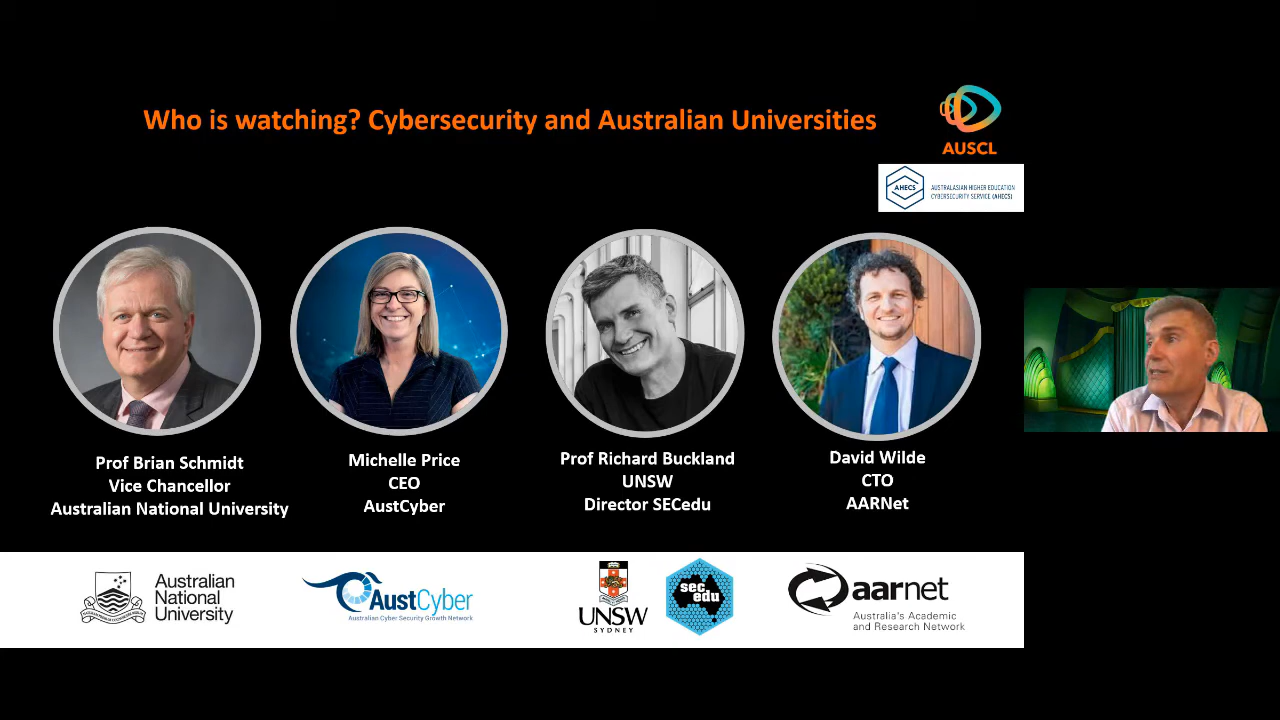 Who is watching? Cybersecurity and Australian Universities
AUSCL
AHECS
AUSTRALASIAN HIGHER EDUCATION
CYBERSECURITY SERVICE (AHECS)
Prof Brian Schmidt
Vice Chancellor
Australian National University
Michelle Price
CEO
AustCyber
Prof Richard Buckland
UNSW
Director SECedu
David Wilde
CTO
AARNet
Australian
National
University
AustCyber
Australian Cyber Security Growth Network
UNSW
SYDNEY
sec
edu
aarnet
Australia's Academic
and Research Network